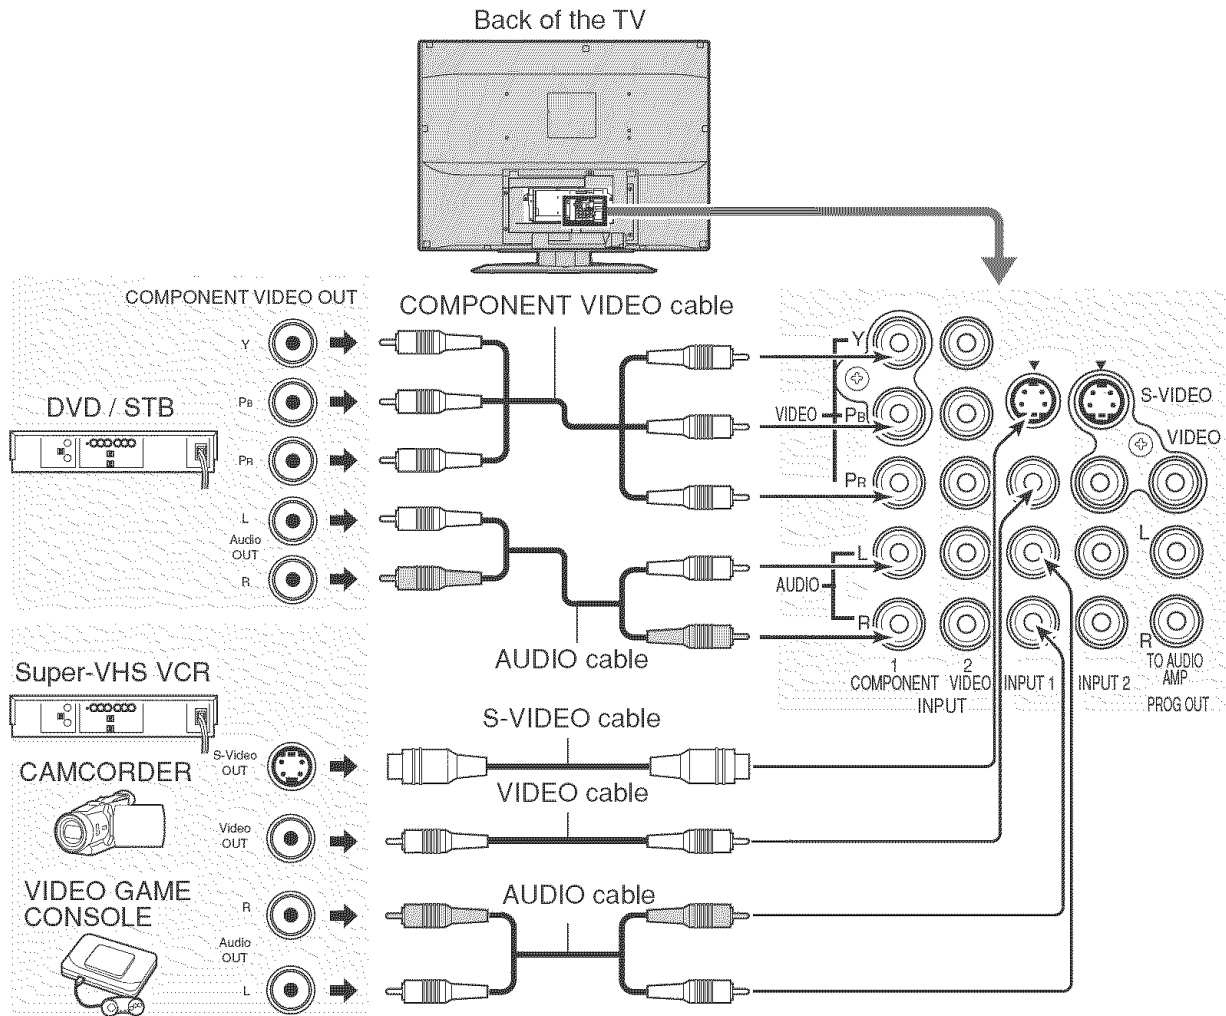 Back of the TV
COMPONENT VIDEO OUT
COMPONENT VIDEO cable
Y
PB
PR
DVD / STB
L
Audio
OUT
R
AUDIO cable
Y
VIDEO
PB
PR
AUDIO
L
R
S-VIDEO
VIDEO
L
R
1
COMPONENT
2
VIDEO
INPUT
INPUT 1
INPUT 2
TO AUDIO
AMP
PROG OUT
Super-VHS VCR
S-VIDEO cable
S-Video
OUT
CAMCORDER
VIDEO cable
Video
OUT
VIDEO GAME
CONSOLE
AUDIO cable
R
Audio
OUT
L